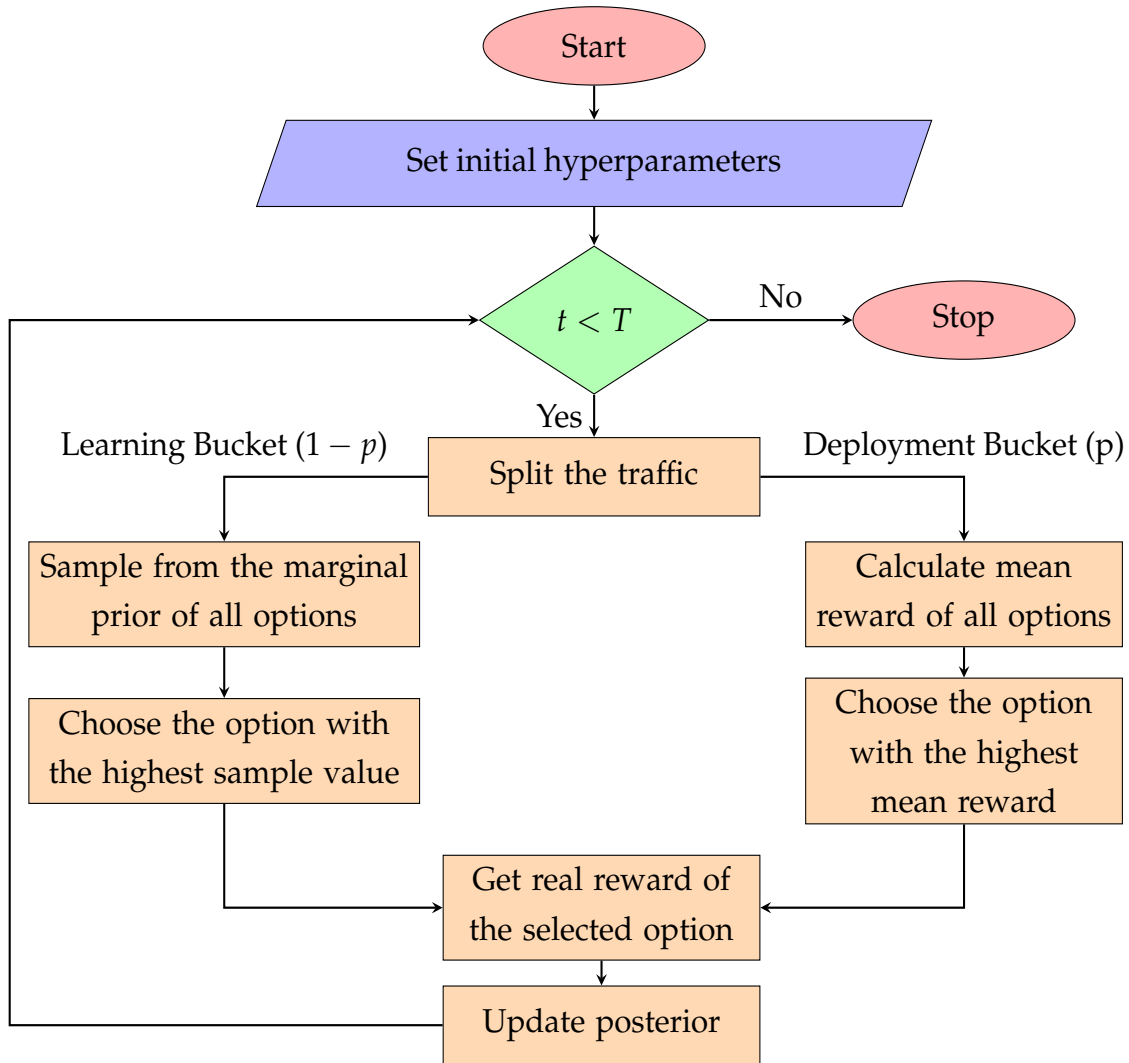 Start
Set initial hyperparameters
t < T
No
Stop
Yes
Learning Bucket (1 − p)
Split the traffic
Deployment Bucket (p)
Sample from the marginal
prior of all options
Calculate mean
reward of all options
Choose the option with
the highest sample value
Choose the option
with the highest
mean reward
Get real reward of
the selected option
Update posterior